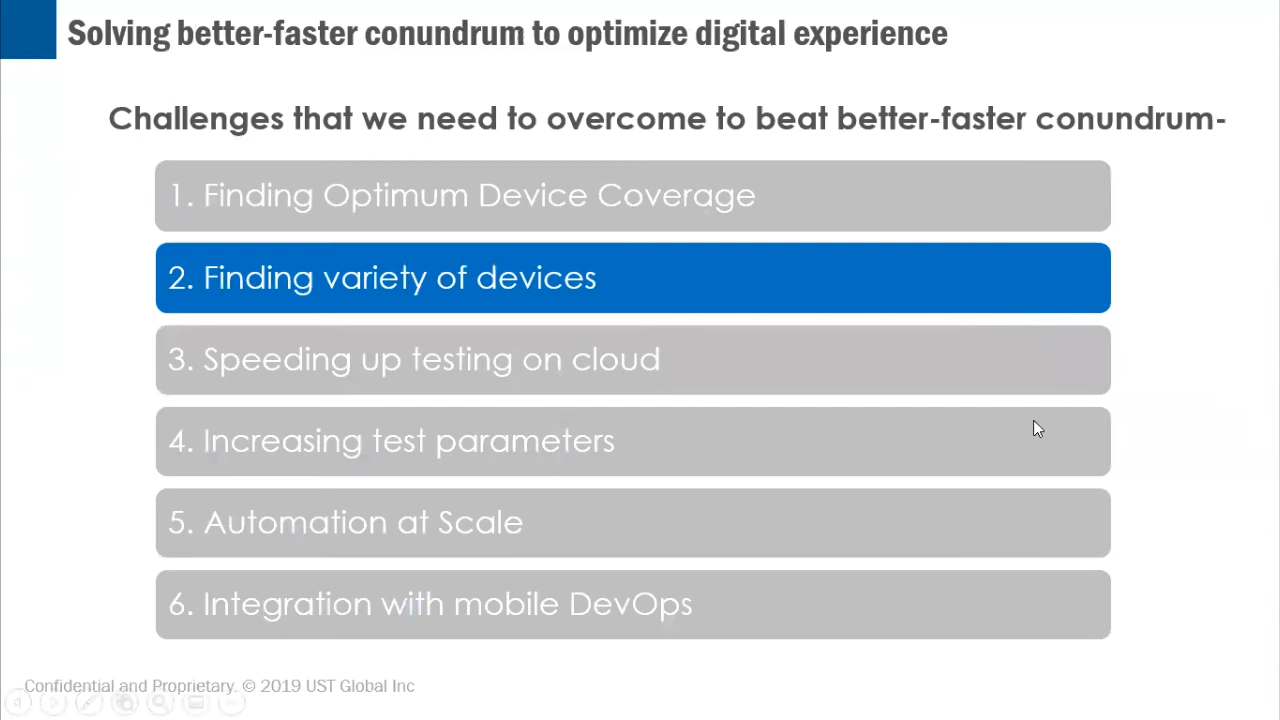 Solving better-faster conundrum to optimize digital experience
Challenges that we need to overcome to beat better-faster conundrum-
1. Finding Optimum Device Coverage
2. Finding variety of devices
3. Speeding up testing on cloud
4. Increasing test parameters
5. Automation at Scale
6. Integration with mobile DevOps
Confidential and Proprietary. © 2019 UST Global Inc